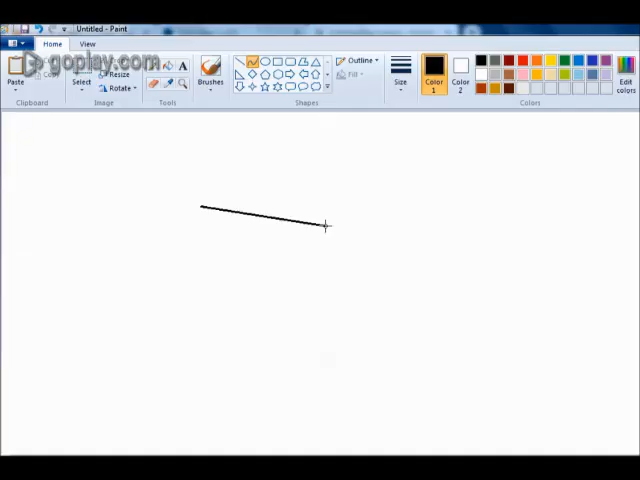 Untitled - Paint
Home View
goplay.com
Paste
Copy
Select
Resize
Rotate
A
Brushes
Outline
Fill
Size
Color 1
Color 2
Edit colors
Clipboard Image Tools Shapes Colors